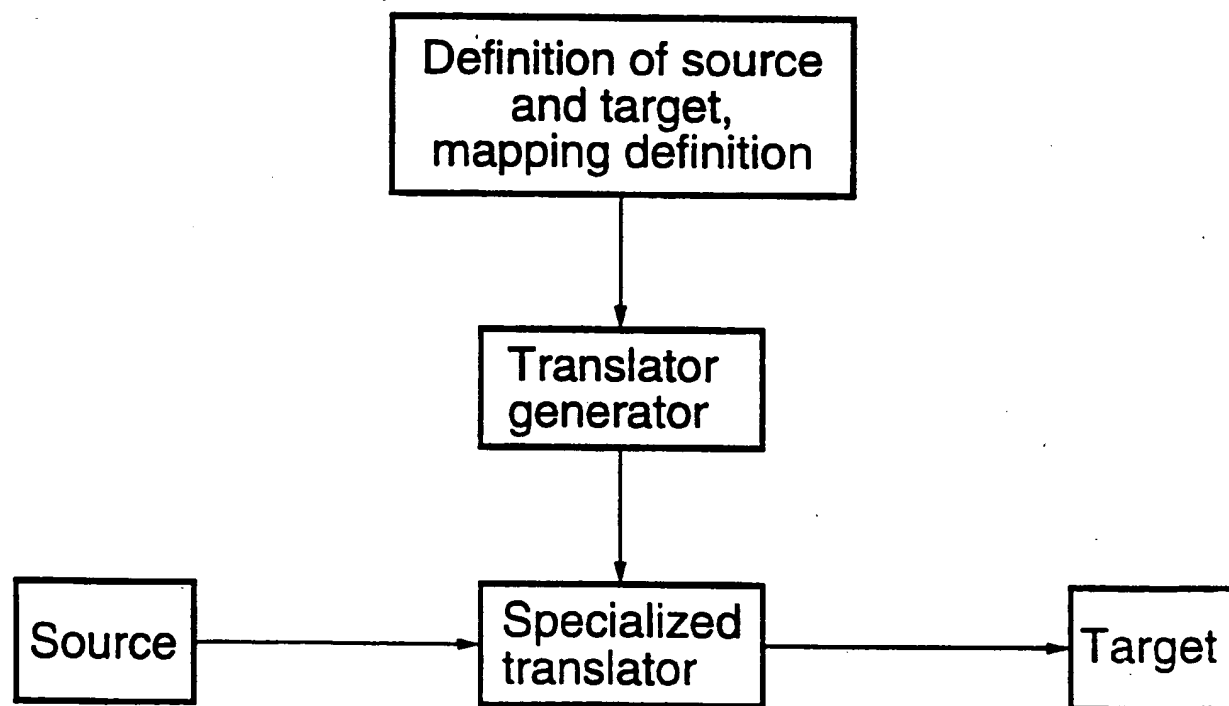 Definition of source
and target,
mapping definition
Translator
generator
Source
Specialized
translator
Target